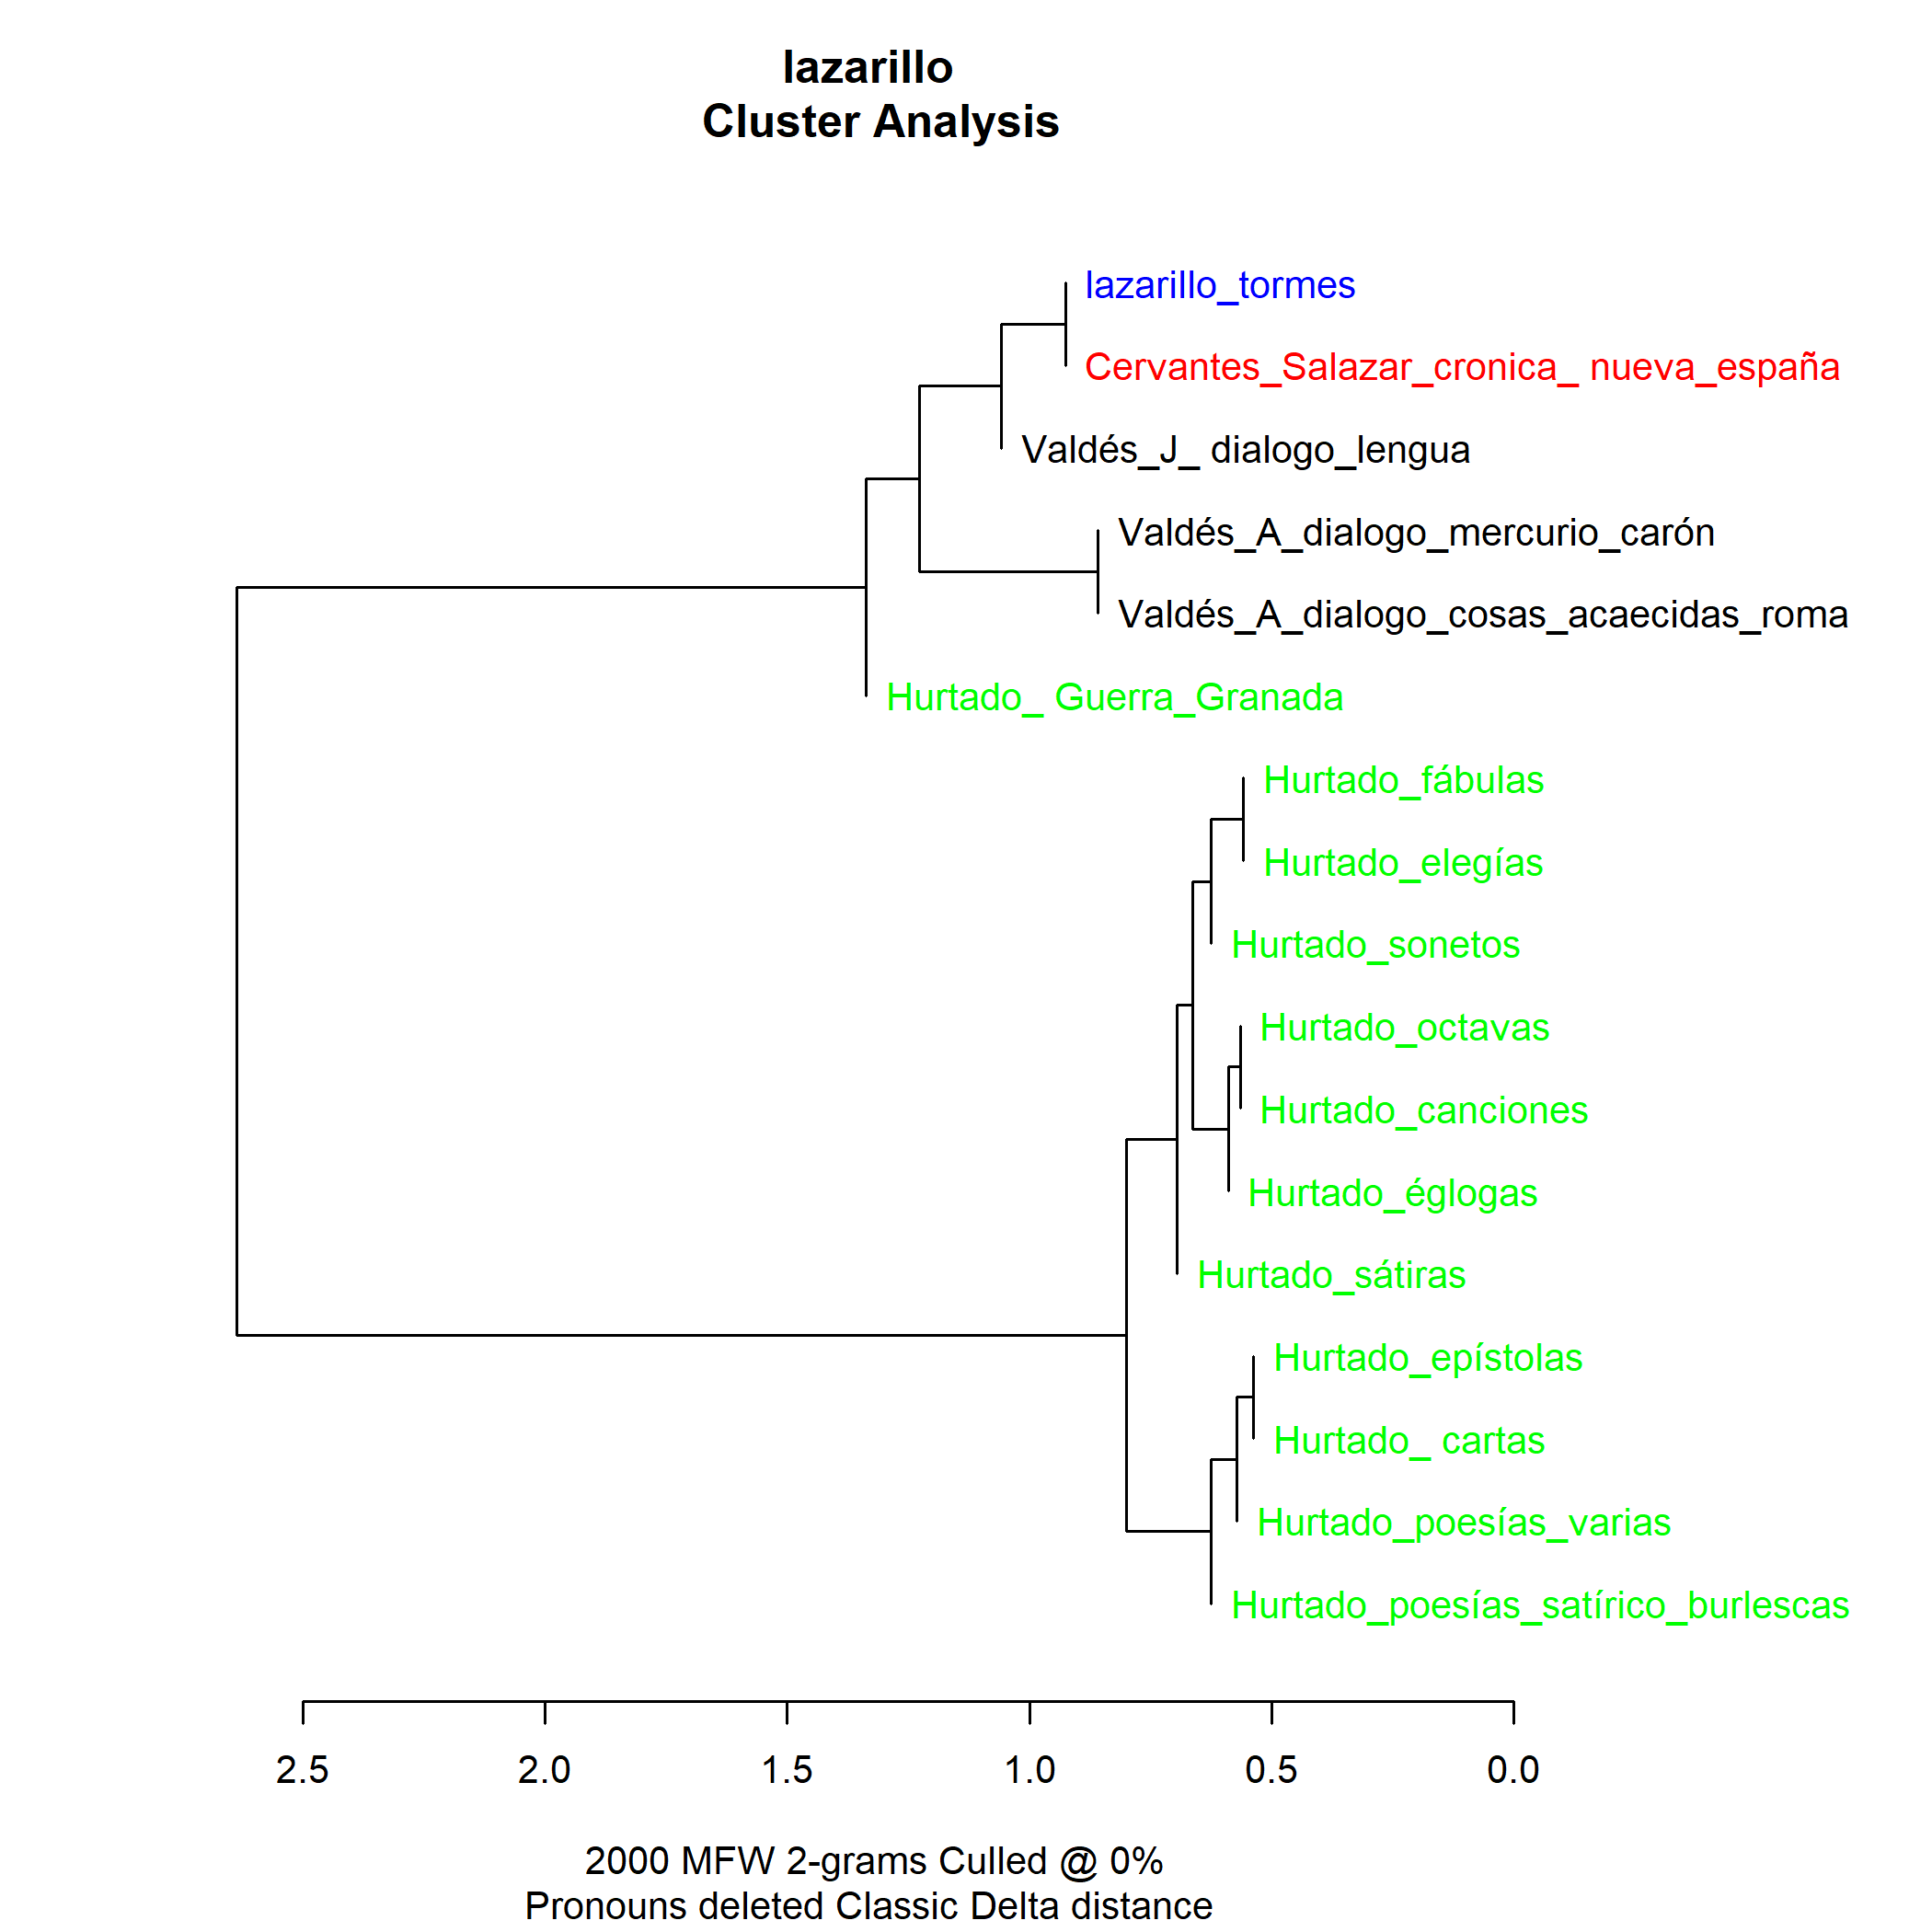 lazarillo
Cluster Analysis
lazarillo_tormes
Cervantes_Salazar_cronica_ nueva_españa
Valdés_J_ dialogo_lengua
Valdés_A_dialogo_mercurio_carón
Valdés_A_dialogo_cosas_acaecidas_roma
Hurtado_ Guerra_Granada
Hurtado_fábulas
Hurtado_elegías
Hurtado_sonetos
Hurtado_octavas
Hurtado_canciones
Hurtado_églogas
Hurtado_sátiras
Hurtado_epístolas
Hurtado_ cartas
Hurtado_poesías_varias
Hurtado_poesías_satírico_burlescas
2.5 2.0 1.5 1.0 0.5 0.0
2000 MFW 2-grams Culled @ 0%
Pronouns deleted Classic Delta distance